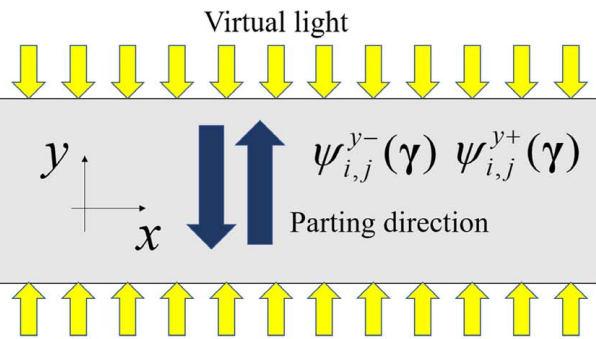 Virtual light
y
ψ_{i,j}^{y-}(γ) ψ_{i,j}^{y+}(γ)
x
Parting direction